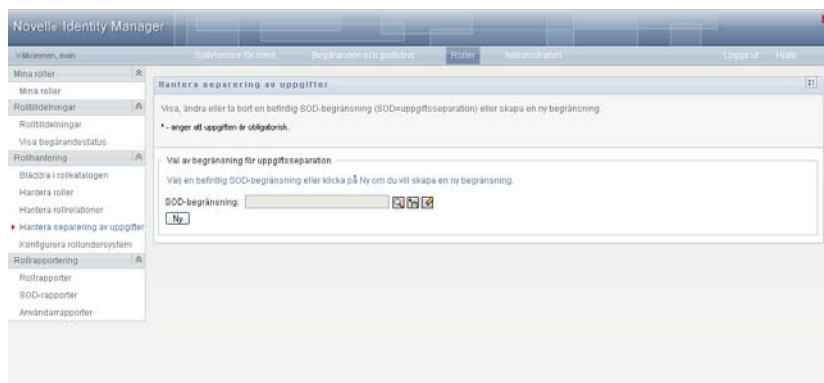 Novell® Identity Manager
Välkommen, main
Självservice för ident...
Begäranden och godkänn...
Roller
Administration
Logga ut
Hjälp
Mina roller
Mina roller
Rolltilldelningar
Rolltilldelningar
Visa begärandestatus
Rollhantering
Bläddra i rollkatalogen
Hantera roller
Hantera rollrelationer
Hantera separering av uppgifter
Konfigurera rollundersystem
Rollrapportering
Rollrapporter
SOD-rapporter
Användarrapporter
Hantera separering av uppgifter
Visa, ändra eller ta bort en befintlig SOD-begränsning (SOD=uppgiftsseparation) eller skapa en ny begränsning.
* - anger att uppgiften är obligatorisk.
Val av begränsning för uppgiftsseparation
Välj en befintlig SOD-begränsning eller klicka på Ny om du vill skapa en ny begränsning.
SOD-begränsning:
Ny